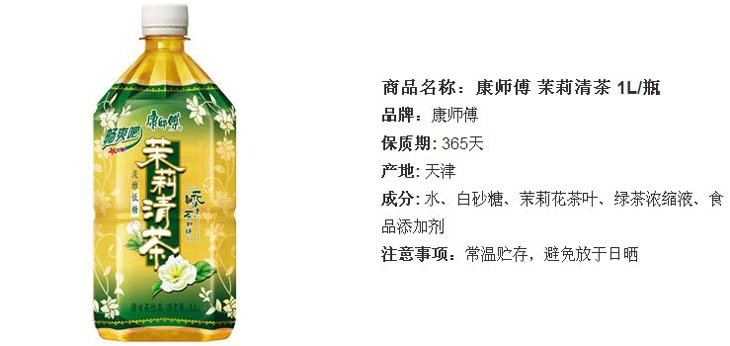 康师傅
畅爽吧
茉莉清茶
淡雅低糖
商品名称：康师傅 茉莉清茶 1L/瓶
品牌：康师傅
保质期: 365天
产地: 天津
成分: 水、白砂糖、茉莉花茶叶、绿茶浓缩液、食
品添加剂
注意事项：常温贮存，避免放于日晒